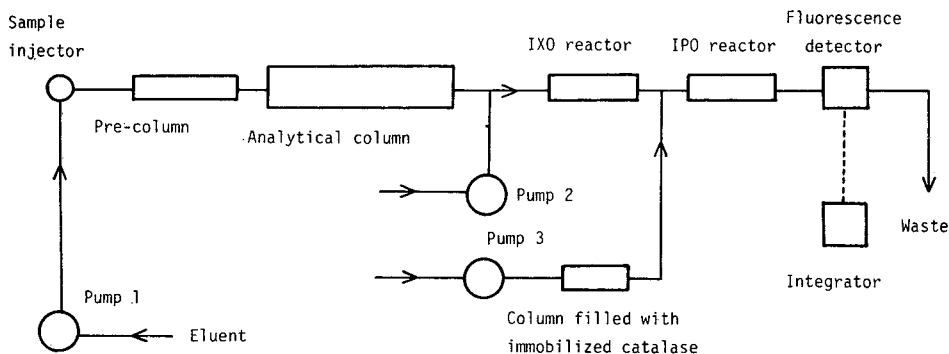 Sample
injector
Pre-column
Analytical column
IXO reactor
IPO reactor
Fluorescence
detector
Pump 2
Pump 3
Waste
Integrator
Pump 1
Eluent
Column filled with
immobilized catalase